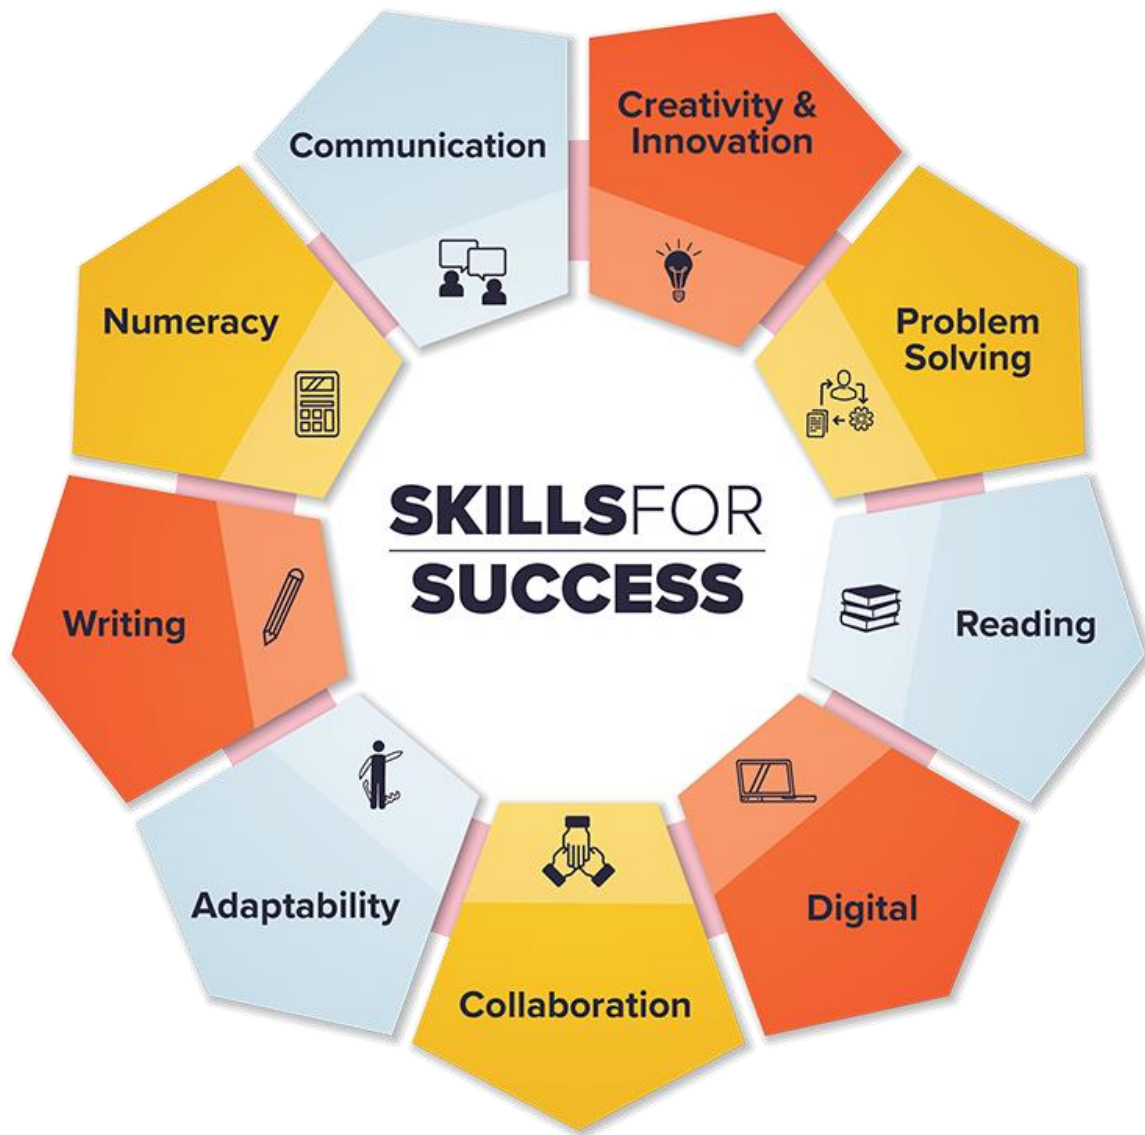 Communication
Creativity &
Innovation
Problem
Solving
Reading
Digital
Collaboration
Adaptability
Writing
Numeracy
SKILLSFOR
SUCCESS